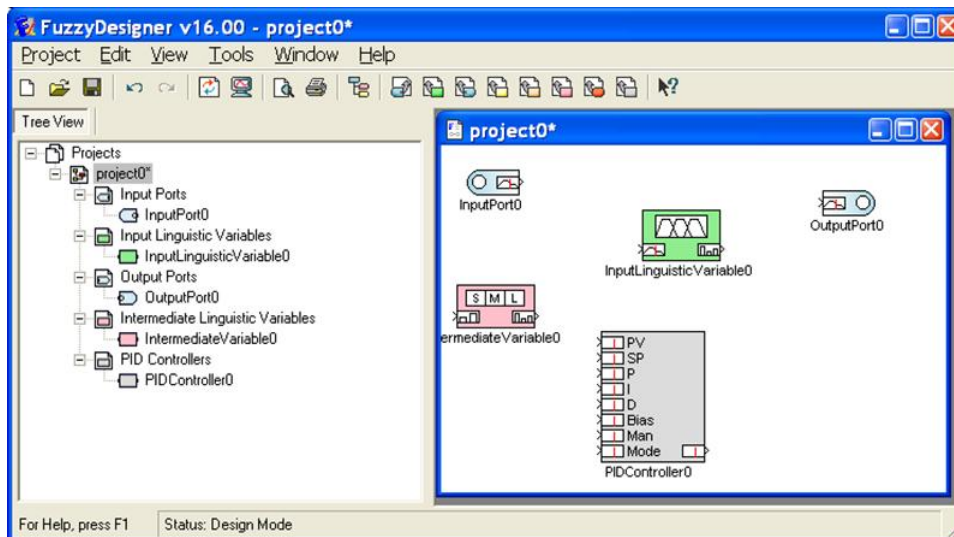 FuzzyDesigner v16.00 - project0*
Project Edit View Tools Window Help
Tree View
Projects
project0*
Input Ports
InputPort0
Input Linguistic Variables
InputLinguisticVariable0
Output Ports
OutputPort0
Intermediate Linguistic Variables
IntermediateVariable0
PID Controllers
PIDController0
project0*
InputPort0
OutputPort0
InputLinguisticVariable0
S M L
ermediateVariable0
PV
SP
P
I
D
Bias
Man
Mode
PIDController0
For Help, press F1 Status: Design Mode